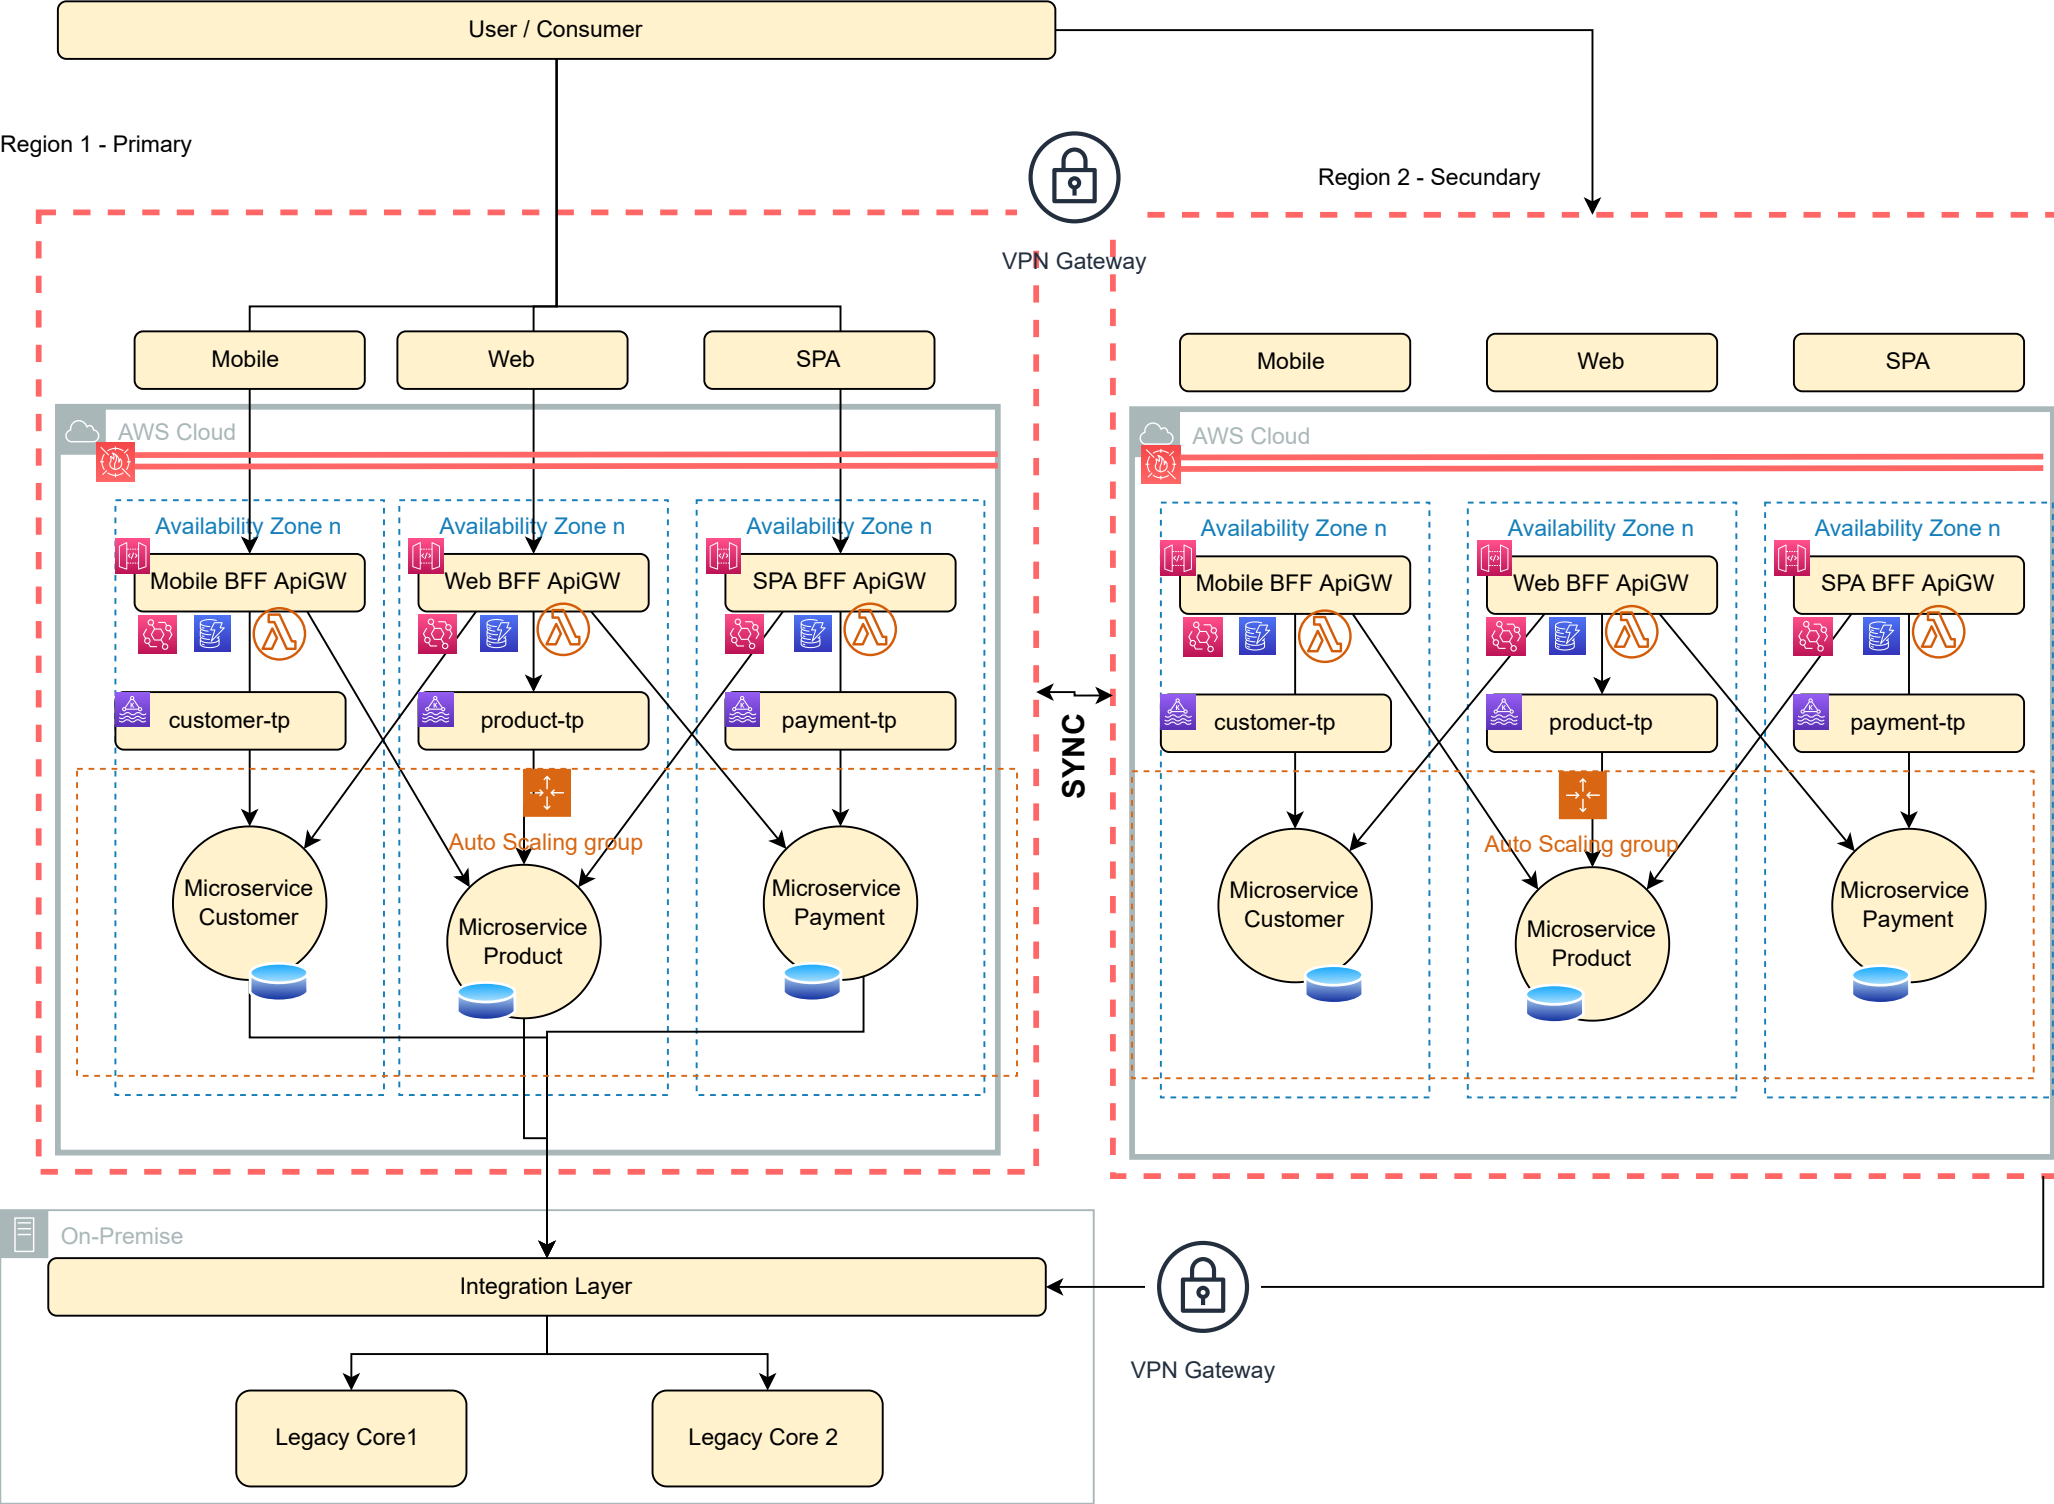 User / Consumer
Region 1 - Primary
Region 2 - Secundary
VPN Gateway
Mobile
Web
SPA
Mobile
Web
SPA
AWS Cloud
AWS Cloud
Availability Zone n
Availability Zone n
Availability Zone n
Availability Zone n
Availability Zone n
Availability Zone n
Mobile BFF ApiGW
Web BFF ApiGW
SPA BFF ApiGW
Mobile BFF ApiGW
Web BFF ApiGW
SPA BFF ApiGW
customer-tp
product-tp
payment-tp
SYNC
customer-tp
product-tp
payment-tp
Auto Scaling group
Auto Scaling group
Microservice
Customer
Microservice
Product
Microservice
Payment
Microservice
Customer
Microservice
Product
Microservice
Payment
On-Premise
Integration Layer
VPN Gateway
Legacy Core1
Legacy Core 2